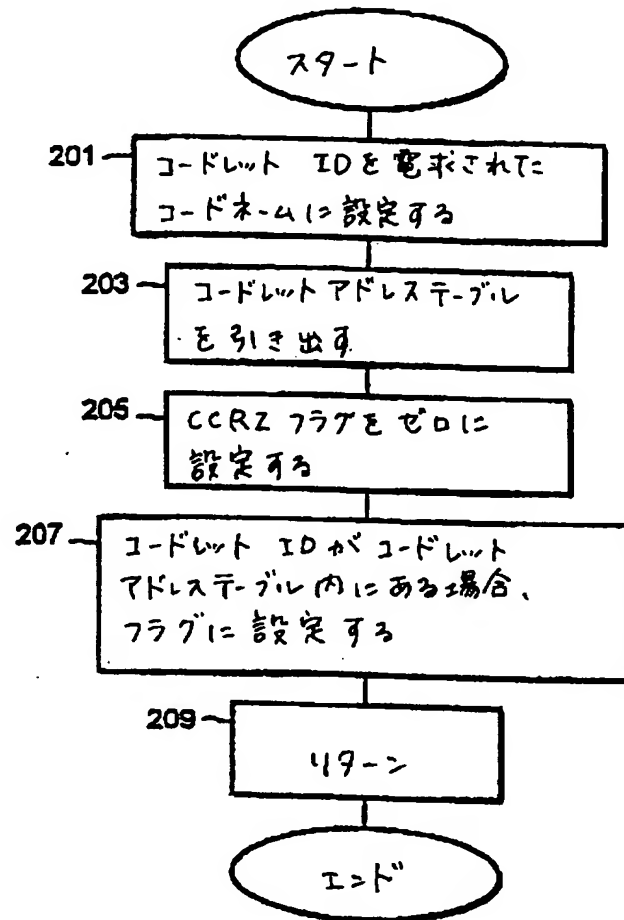 スタート
201
コードレット IDを電求された
コードネームに設定する
203
コードレットアドレステーブル
を引き出す
205
CCRZ フラグをゼロに
設定する
207
コードレット IDがコードレット
アドレステーブル内にある場合、
フラグに設定する
209
リターン
エンド